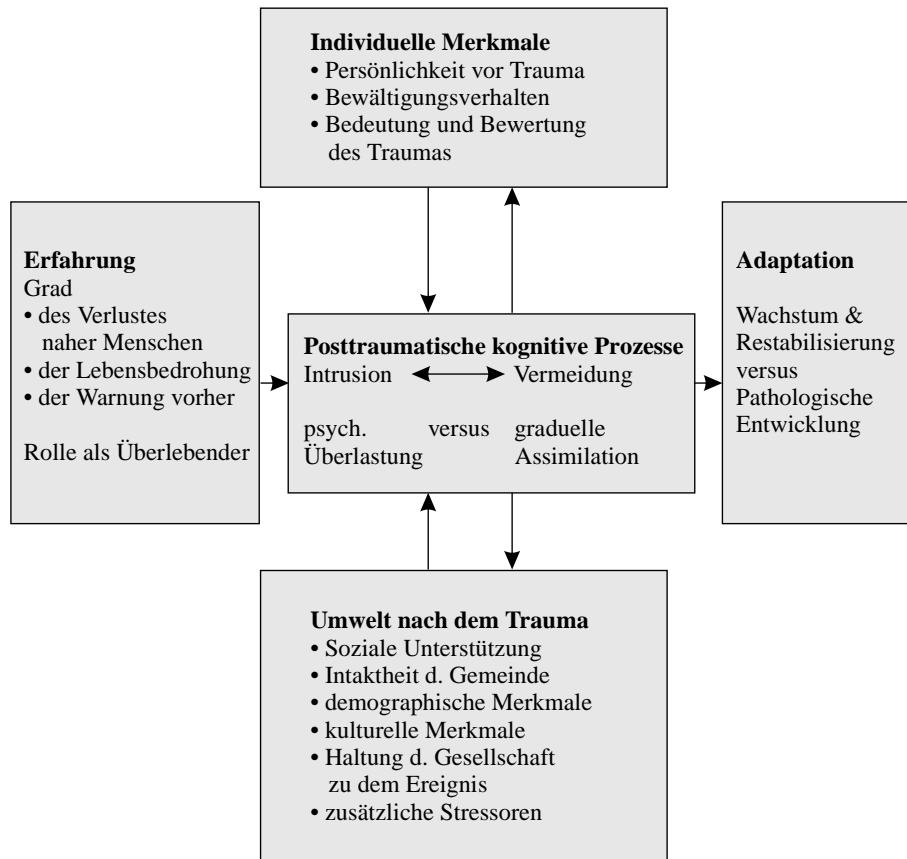 Individuelle Merkmale
• Persönlichkeit vor Trauma
• Bewältigungsverhalten
• Bedeutung und Bewertung
des Traumas
Erfahrung
Grad
• des Verlustes
naher Menschen
• der Lebensbedrohung
• der Warnung vorher
Rolle als Überlebender
Posttraumatische kognitive Prozesse
Intrusion Vermeidung
psych. versus graduelle
Überlastung Assimilation
Adaptation
Wachstum &
Restabilisierung
versus
Pathologische
Entwicklung
Umwelt nach dem Trauma
• Soziale Unterstützung
• Intaktheit d. Gemeinde
• demographische Merkmale
• kulturelle Merkmale
• Haltung d. Gesellschaft
zu dem Ereignis
• zusätzliche Stressoren